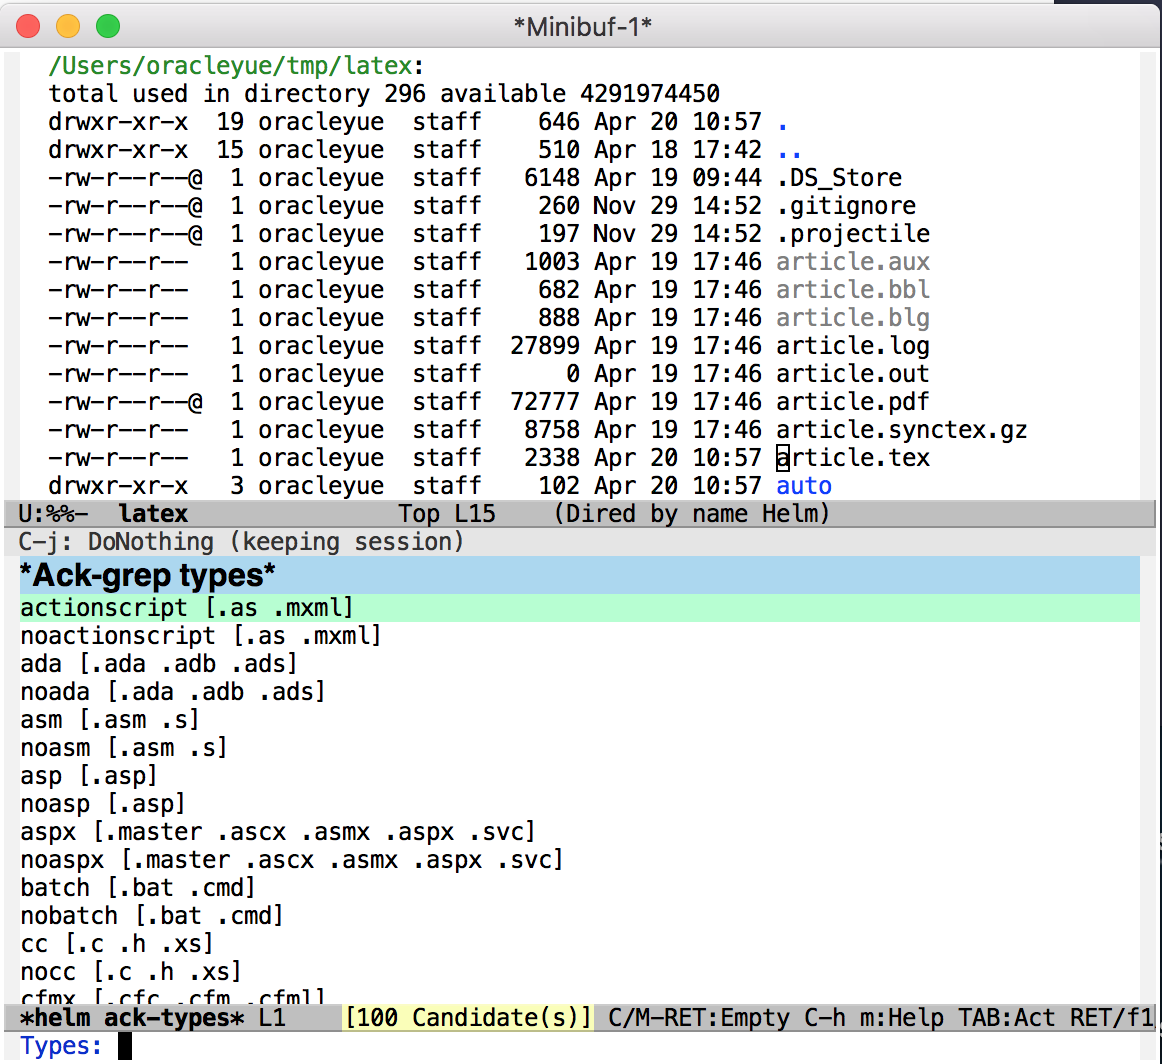 *Minibuf-1*
/Users/oracleyue/tmp/latex:
total used in directory 296 available 4291974450
drwxr-xr-x  19 oracleyue  staff    646 Apr 20 10:57 .
drwxr-xr-x  15 oracleyue  staff    510 Apr 18 17:42 ..
-rw-r--r--@  1 oracleyue  staff   6148 Apr 19 09:44 .DS_Store
-rw-r--r--@  1 oracleyue  staff    260 Nov 29 14:52 .gitignore
-rw-r--r--@  1 oracleyue  staff    197 Nov 29 14:52 .projectile
-rw-r--r--   1 oracleyue  staff   1003 Apr 19 17:46 article.aux
-rw-r--r--   1 oracleyue  staff    682 Apr 19 17:46 article.bbl
-rw-r--r--   1 oracleyue  staff    888 Apr 19 17:46 article.blg
-rw-r--r--   1 oracleyue  staff  27899 Apr 19 17:46 article.log
-rw-r--r--   1 oracleyue  staff      0 Apr 19 17:46 article.out
-rw-r--r--@  1 oracleyue  staff  72777 Apr 19 17:46 article.pdf
-rw-r--r--   1 oracleyue  staff   8758 Apr 19 17:46 article.synctex.gz
-rw-r--r--   1 oracleyue  staff   2338 Apr 20 10:57 article.tex
drwxr-xr-x   3 oracleyue  staff    102 Apr 20 10:57 auto
U:%%-  latex               Top L15    (Dired by name Helm)
C-j: DoNothing (keeping session)
*Ack-grep types*
actionscript [.as .mxml]
noactionscript [.as .mxml]
ada [.ada .adb .ads]
noada [.ada .adb .ads]
asm [.asm .s]
noasm [.asm .s]
asp [.asp]
noasp [.asp]
aspx [.master .ascx .asmx .aspx .svc]
noaspx [.master .ascx .asmx .aspx .svc]
batch [.bat .cmd]
nobatch [.bat .cmd]
cc [.c .h .xs]
nocc [.c .h .xs]
cfmx [.cfc .cfm .cfml]
*helm ack-types* L1    [100 Candidate(s)] C/M-RET:Empty C-h m:Help TAB:Act RET/f1
Types: